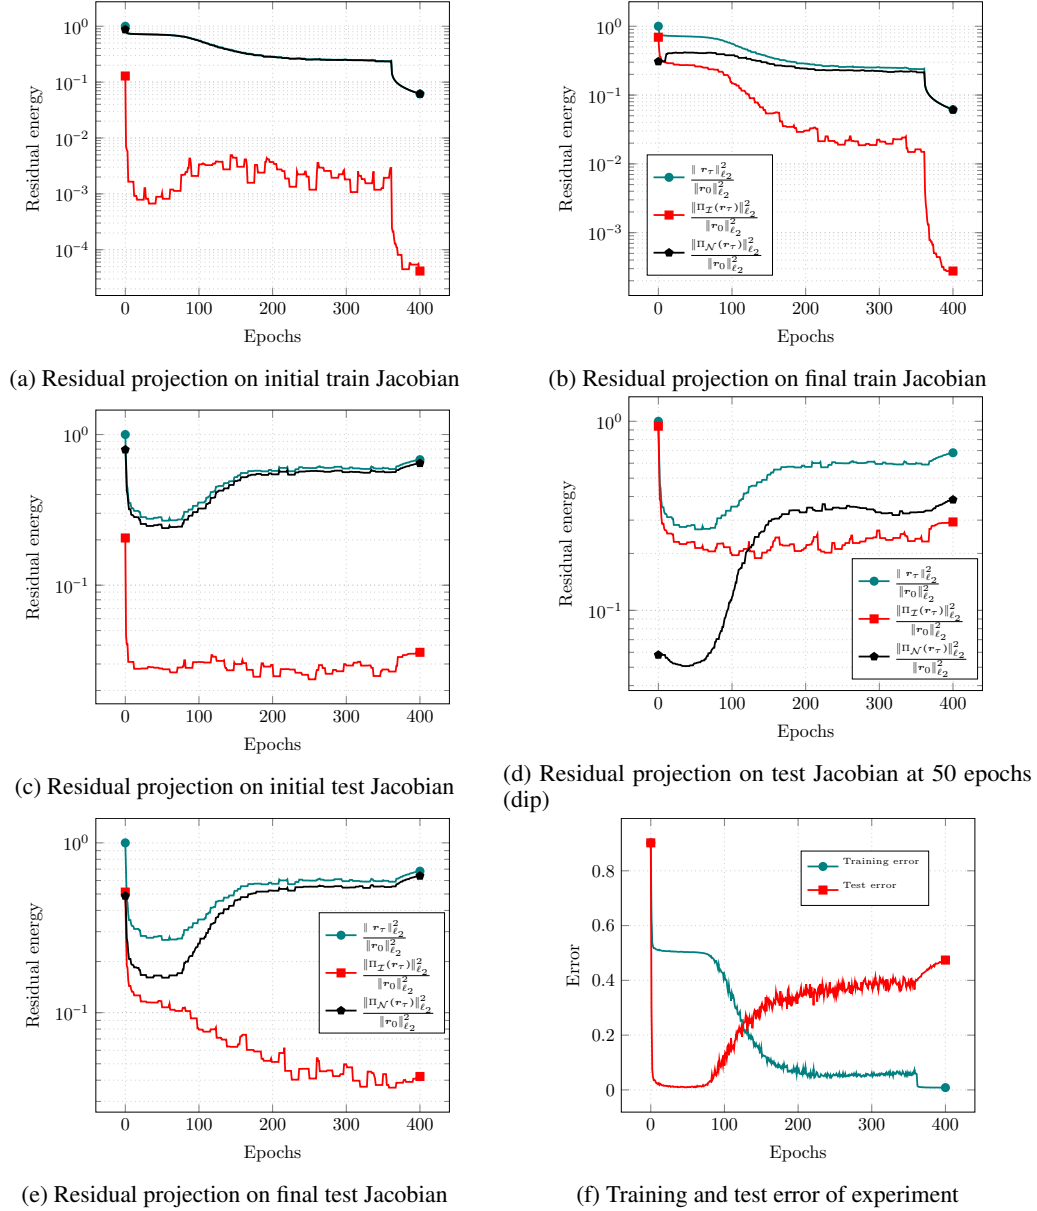 10^0
10^-1
10^-2
10^-3
10^-4
Residual energy
0 100 200 300 400
Epochs
(a) Residual projection on initial train Jacobian
10^0
10^-1
10^-2
10^-3
Residual energy
‖ r_τ‖²_ℓ₂ / ‖r_0‖²_ℓ₂
‖Π_I(r_τ)‖²_ℓ₂ / ‖r_0‖²_ℓ₂
‖Π_N(r_τ)‖²_ℓ₂ / ‖r_0‖²_ℓ₂
0 100 200 300 400
Epochs
(b) Residual projection on final train Jacobian
10^0
10^-1
Residual energy
0 100 200 300 400
Epochs
(c) Residual projection on initial test Jacobian
10^0
10^-1
Residual energy
‖ r_τ‖²_ℓ₂ / ‖r_0‖²_ℓ₂
‖Π_I(r_τ)‖²_ℓ₂ / ‖r_0‖²_ℓ₂
‖Π_N(r_τ)‖²_ℓ₂ / ‖r_0‖²_ℓ₂
0 100 200 300 400
Epochs
(d) Residual projection on test Jacobian at 50 epochs
(dip)
10^0
10^-1
Residual energy
‖ r_τ‖²_ℓ₂ / ‖r_0‖²_ℓ₂
‖Π_I(r_τ)‖²_ℓ₂ / ‖r_0‖²_ℓ₂
‖Π_N(r_τ)‖²_ℓ₂ / ‖r_0‖²_ℓ₂
0 100 200 300 400
Epochs
(e) Residual projection on final test Jacobian
0.8
0.6
0.4
0.2
0
Error
Training error
Test error
0 100 200 300 400
Epochs
(f) Training and test error of experiment